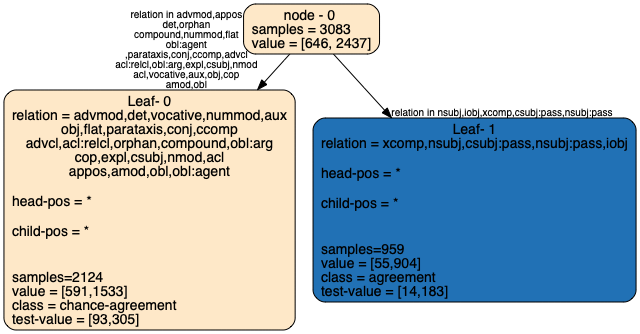 relation in advmod,appos
det,orphan
compound,nummod,flat
obl:agent
,parataxis,conj,ccomp,advcl
acl:relcl,obl:arg,expl,csubj,nmod
acl,vocative,aux,obj,cop
amod,obl
node - 0
samples = 3083
value = [646, 2437]
relation in nsubj,iobj,xcomp,csubj:pass,nsubj:pass
Leaf- 0
relation = advmod,det,vocative,nummod,aux
obj,flat,parataxis,conj,ccomp
advcl,acl:relcl,orphan,compound,obl:arg
cop,expl,csubj,nmod,acl
appos,amod,obl,obl:agent
head-pos = *
child-pos = *
samples=2124
value = [591,1533]
class = chance-agreement
test-value = [93,305]
Leaf- 1
relation = xcomp,nsubj,csubj:pass,nsubj:pass,iobj
head-pos = *
child-pos = *
samples=959
value = [55,904]
class = agreement
test-value = [14,183]